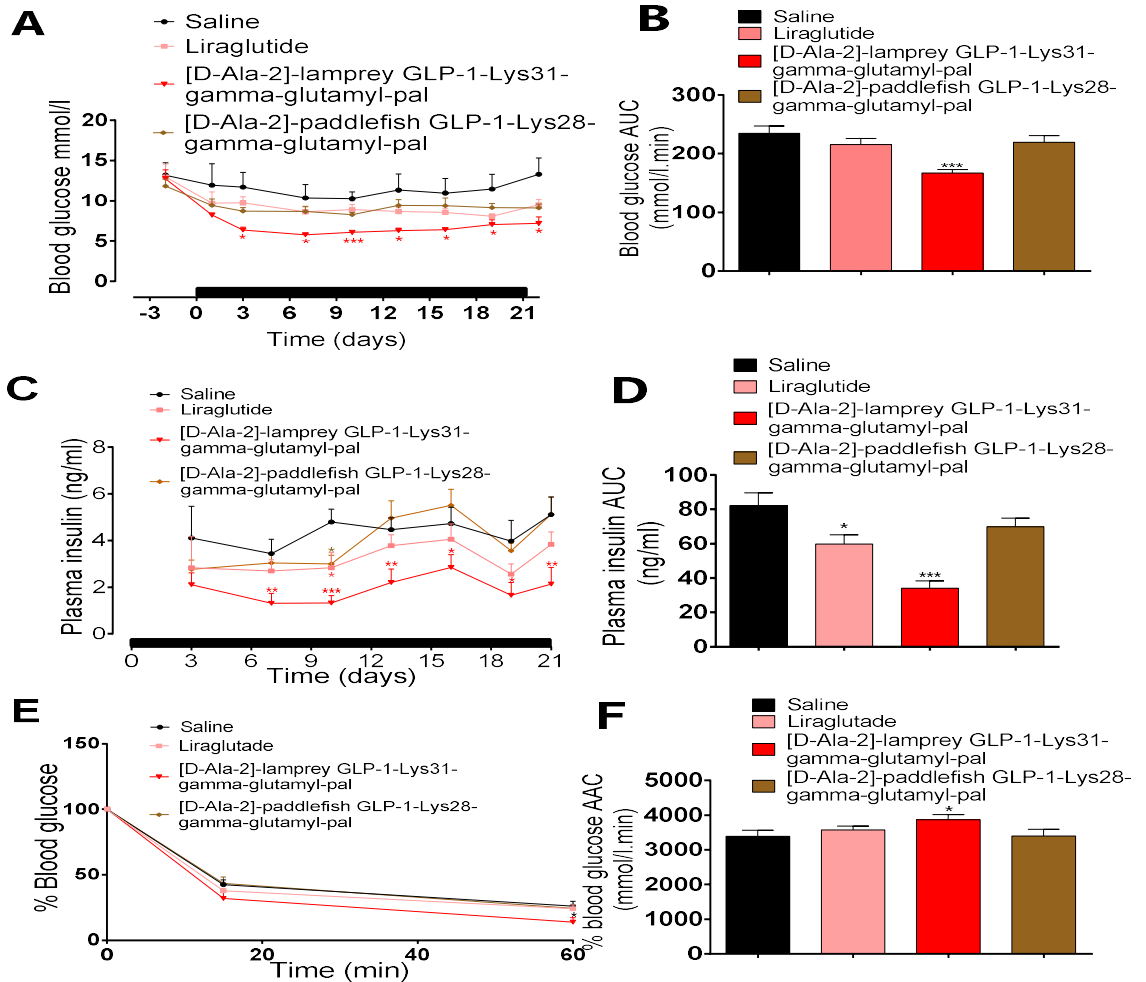 A
Saline
Liraglutide
[D-Ala-2]-lamprey GLP-1-Lys31-
gamma-glutamyl-pal
[D-Ala-2]-paddlefish GLP-1-Lys28-
gamma-glutamyl-pal
Blood glucose mmol/l
20
15
10
5
0
* * *** * * * *
-3 0 3 6 9 12 15 18 21
Time (days)
B
Saline
Liraglutide
[D-Ala-2]-lamprey GLP-1-Lys31-
gamma-glutamyl-pal
[D-Ala-2]-paddlefish GLP-1-Lys28-
gamma-glutamyl-pal
Blood glucose AUC
(mmol/l.min)
300
200
100
0
***
C
Saline
Liraglutide
[D-Ala-2]-lamprey GLP-1-Lys31-
gamma-glutamyl-pal
[D-Ala-2]-paddlefish GLP-1-Lys28-
gamma-glutamyl-pal
Plasma insulin (ng/ml)
8
6
4
2
0
*
*
** *** ** * * **
0 3 6 9 12 15 18 21
Time (days)
D
Saline
Liraglutide
[D-Ala-2]-lamprey GLP-1-Lys31-
gamma-glutamyl-pal
[D-Ala-2]-paddlefish GLP-1-Lys28-
gamma-glutamyl-pal
Plasma insulin AUC
(ng/ml)
80
60
40
20
0
*
***
E
Saline
Liraglutade
[D-Ala-2]-lamprey GLP-1-Lys31-
gamma-glutamyl-pal
[D-Ala-2]-paddlefish GLP-1-Lys28-
gamma-glutamyl-pal
% Blood glucose
150
100
50
0
*
0 20 40 60
Time (min)
F
Saline
Liraglutade
[D-Ala-2]-lamprey GLP-1-Lys31-
gamma-glutamyl-pal
[D-Ala-2]-paddlefish GLP-1-Lys28-
gamma-glutamyl-pal
% blood glucose AAC
(mmol/l.min)
5000
4000
3000
2000
1000
0
*